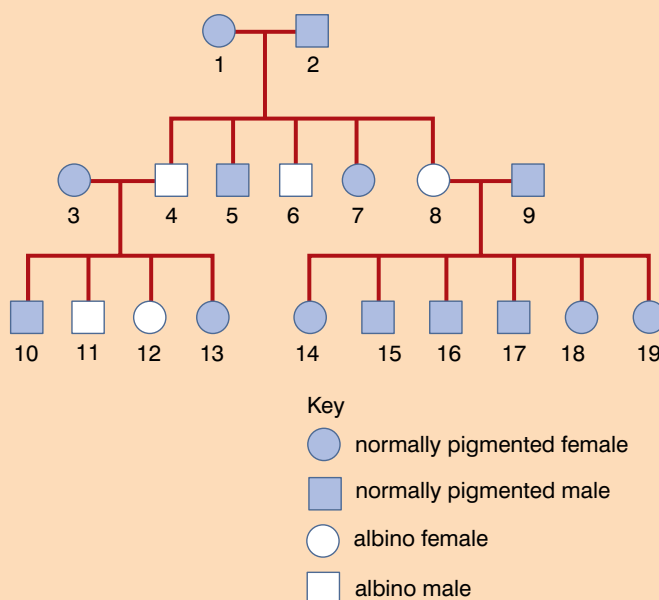 1 2
3 4 5 6 7 8 9
10 11 12 13 14 15 16 17 18 19
Key
normally pigmented female
normally pigmented male
albino female
albino male